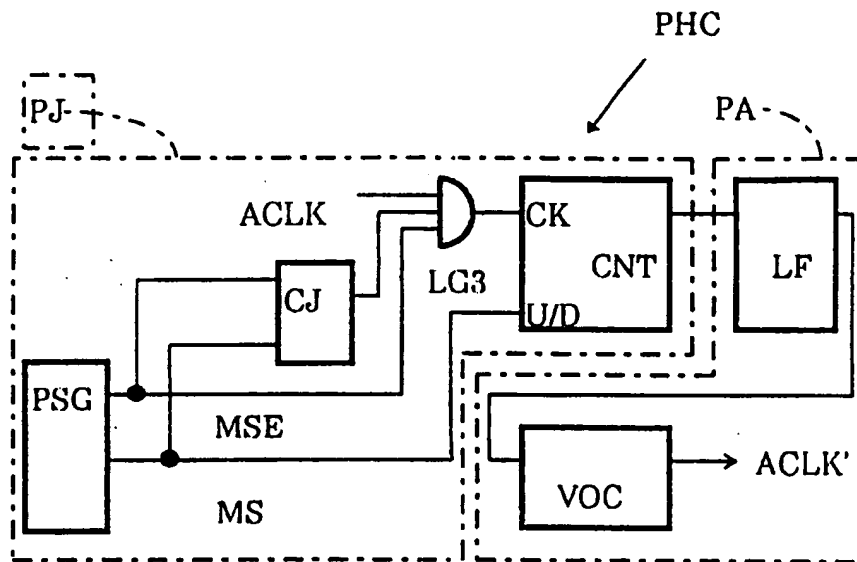 PHC
PJ
PA
ACLK
CK
CNT
LF
CJ
LG3
U/D
PSG
MSE
MS
VOC
ACLK'